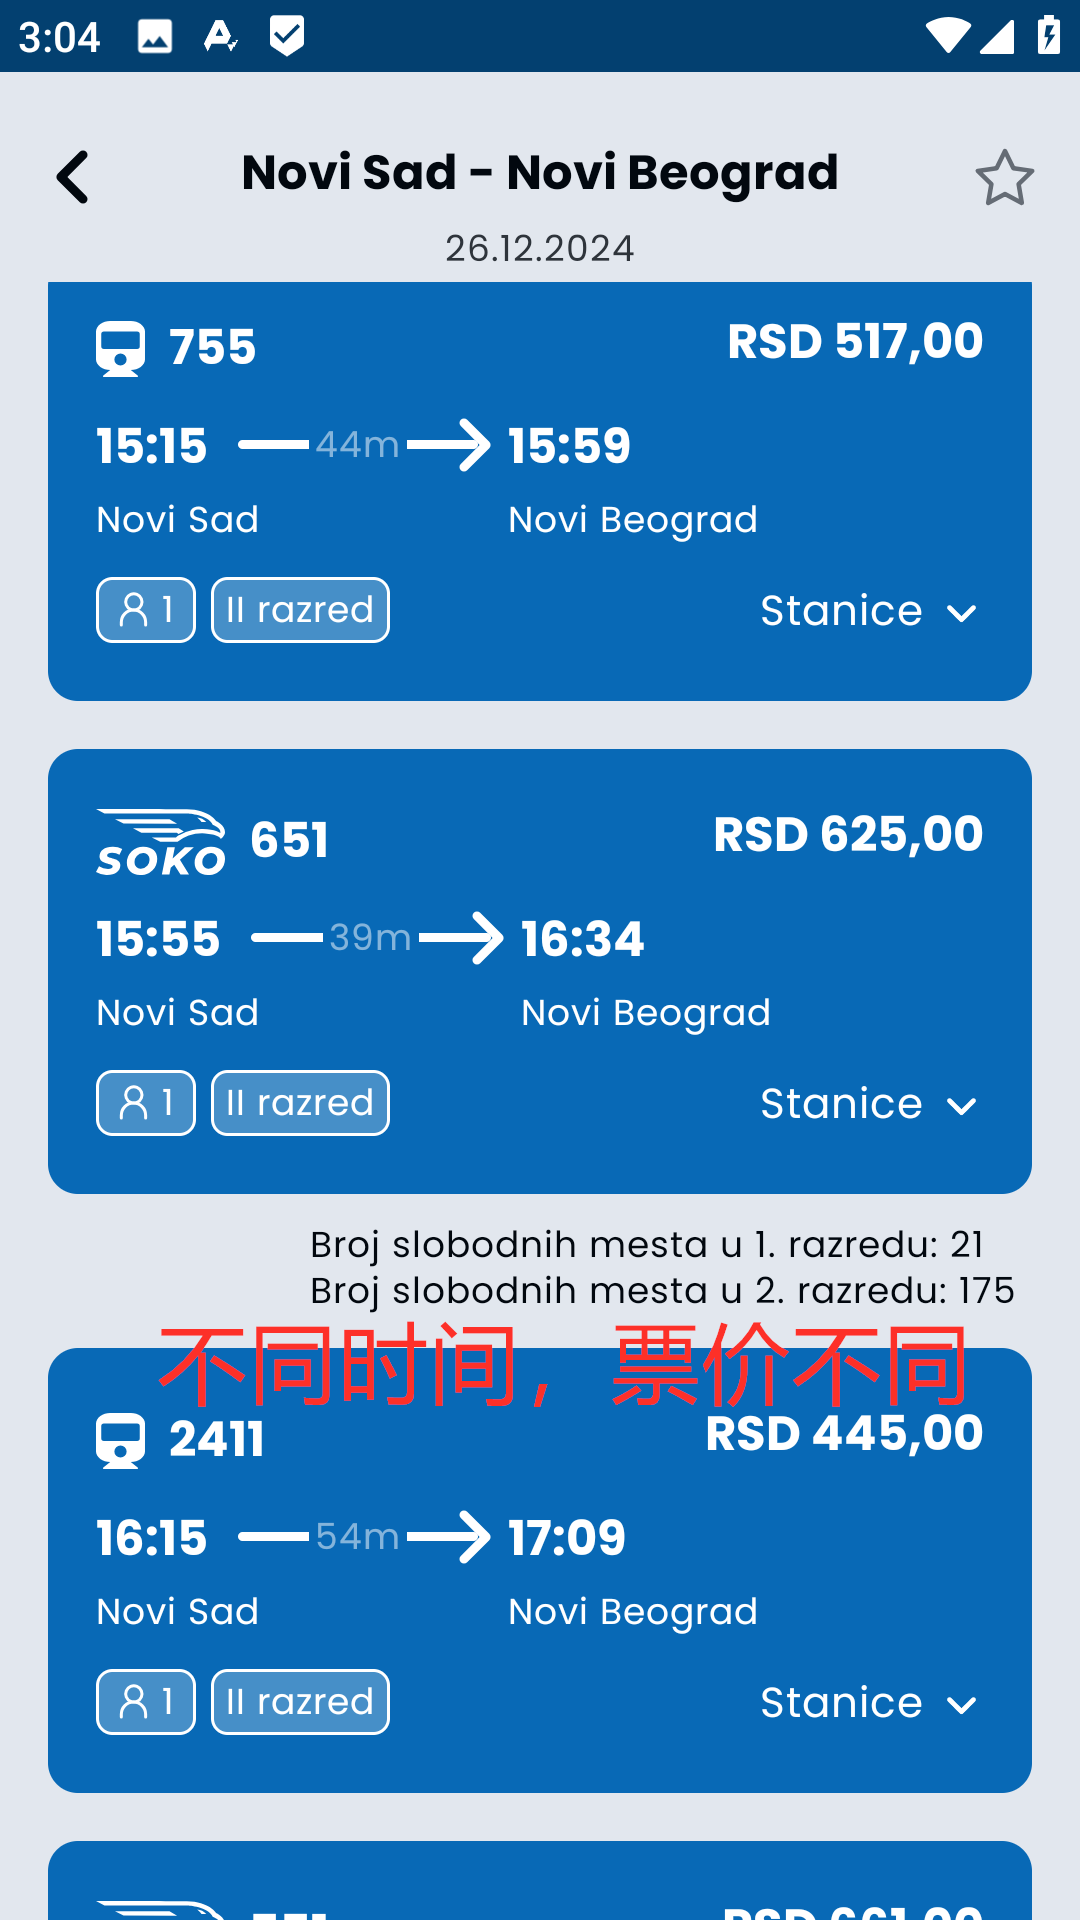 3:04
Novi Sad - Novi Beograd
26.12.2024
755 RSD 517,00
15:15 44m 15:59
Novi Sad Novi Beograd
1 II razred Stanice
SOKO 651 RSD 625,00
15:55 39m 16:34
Novi Sad Novi Beograd
1 II razred Stanice
Broj slobodnih mesta u 1. razredu: 21
Broj slobodnih mesta u 2. razredu: 175
不同时间，票价不同
2411 RSD 445,00
16:15 54m 17:09
Novi Sad Novi Beograd
1 II razred Stanice